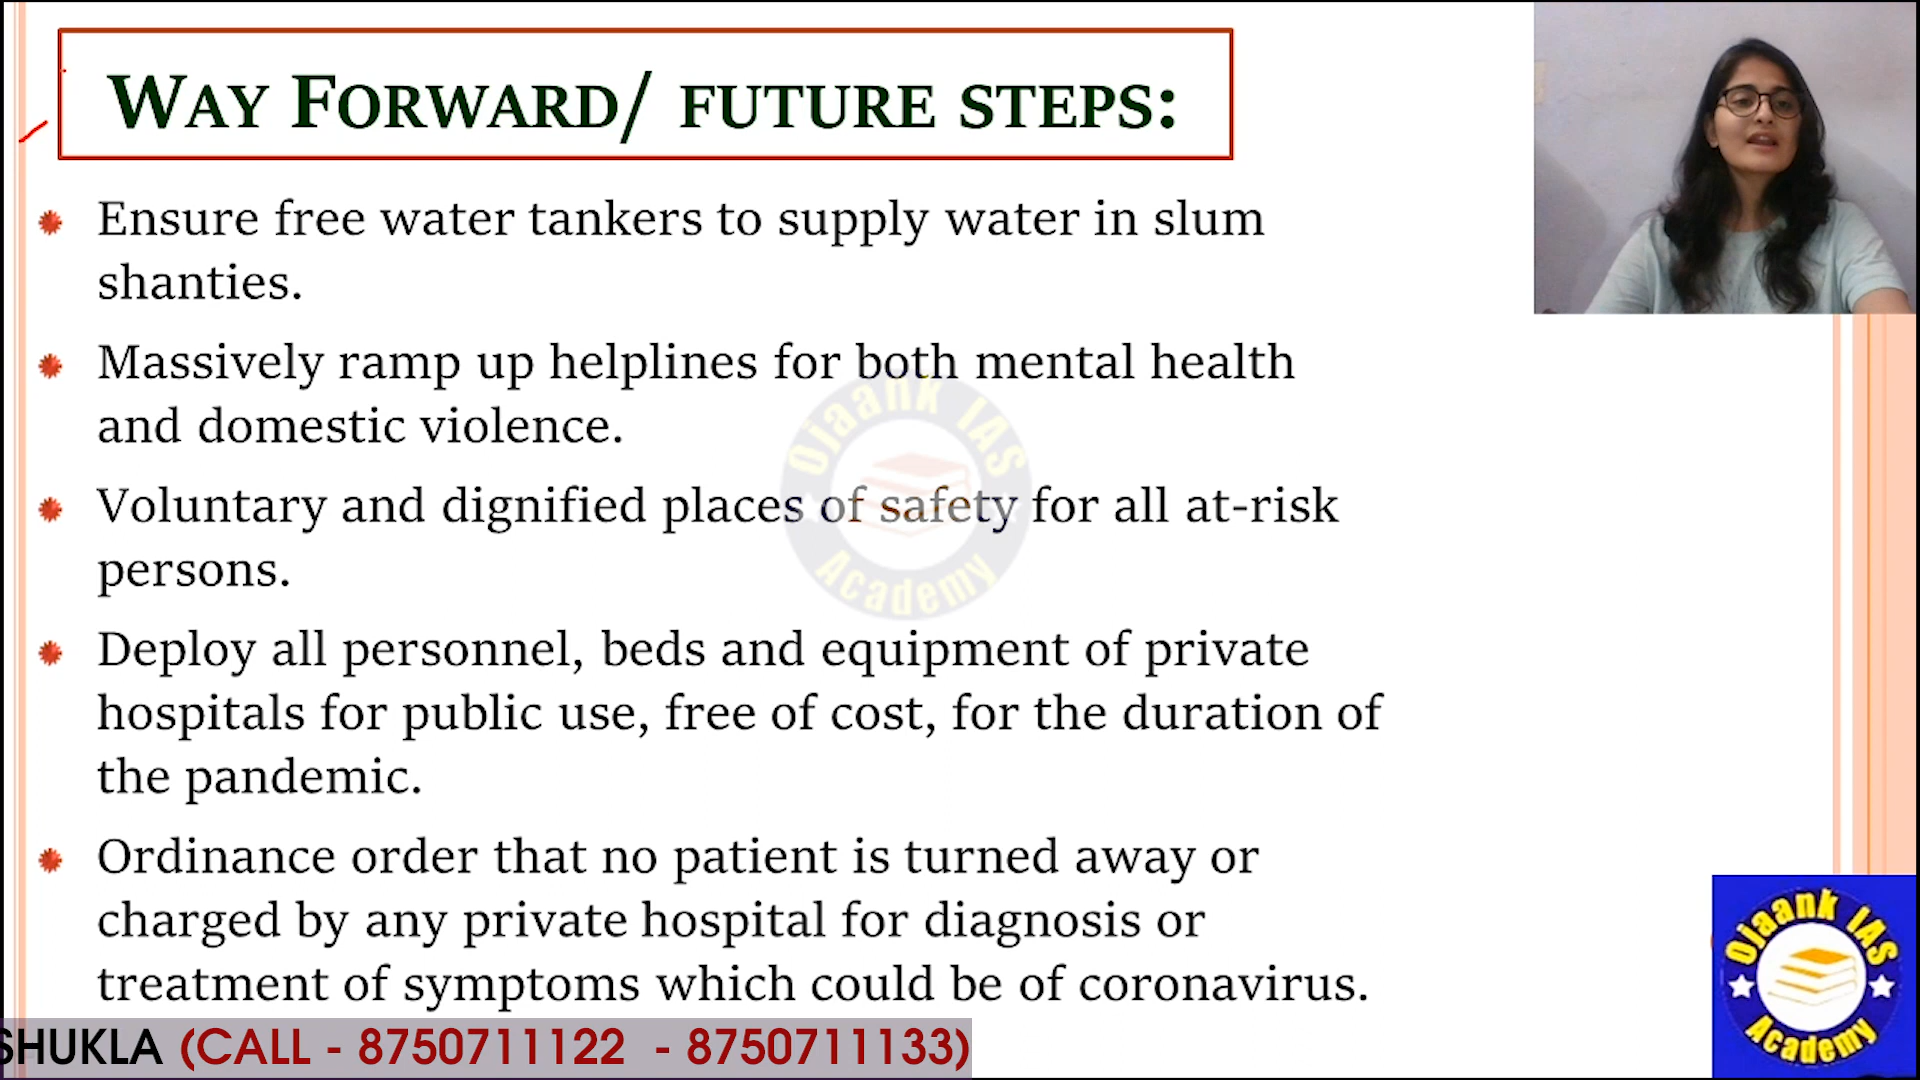 WAY FORWARD/ FUTURE STEPS:
Ensure free water tankers to supply water in slum
shanties.
Massively ramp up helplines for both mental health
and domestic violence.
Voluntary and dignified places of safety for all at-risk
persons.
Deploy all personnel, beds and equipment of private
hospitals for public use, free of cost, for the duration of
the pandemic.
Ordinance order that no patient is turned away or
charged by any private hospital for diagnosis or
treatment of symptoms which could be of coronavirus.
SHUKLA (CALL - 8750711122 - 8750711133)
Ojaank IAS
Academy
Ojaank IAS
Academy